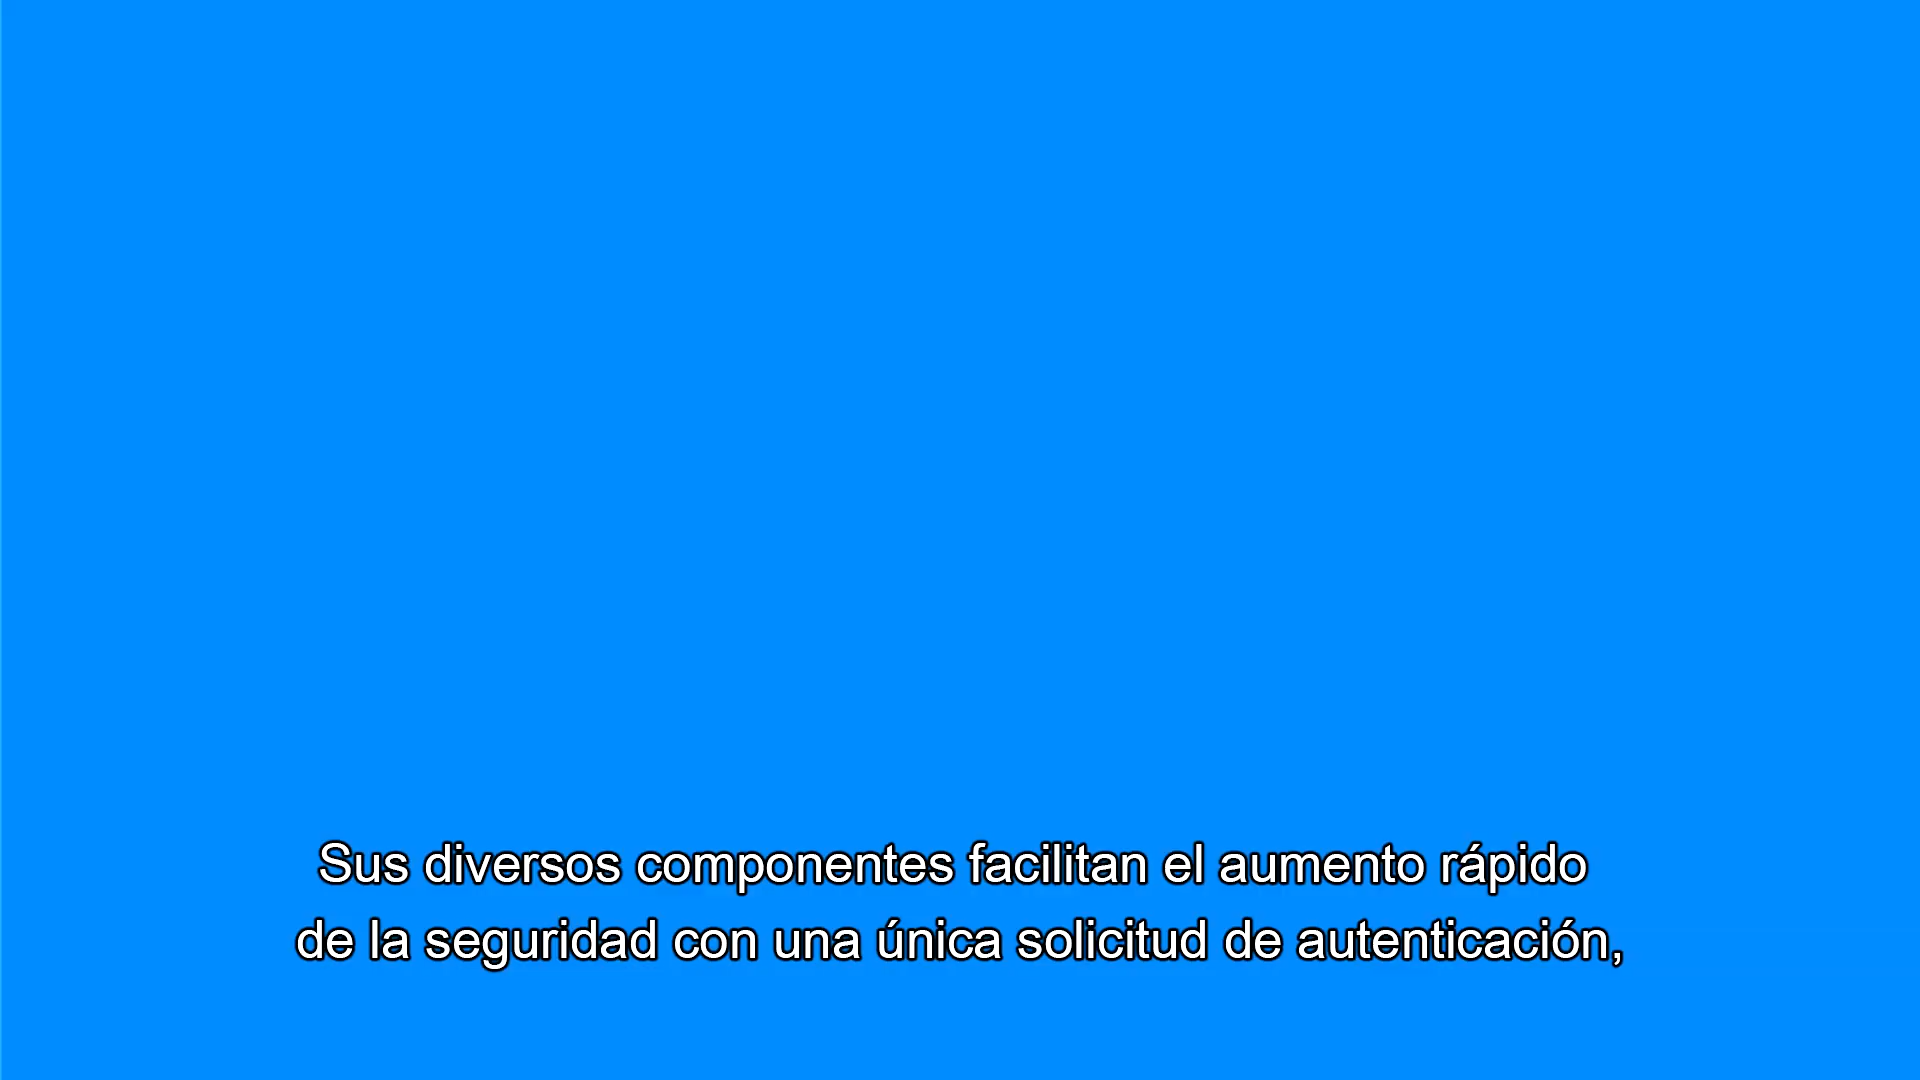 Sus diversos componentes facilitan el aumento rápido
de la seguridad con una única solicitud de autenticación,